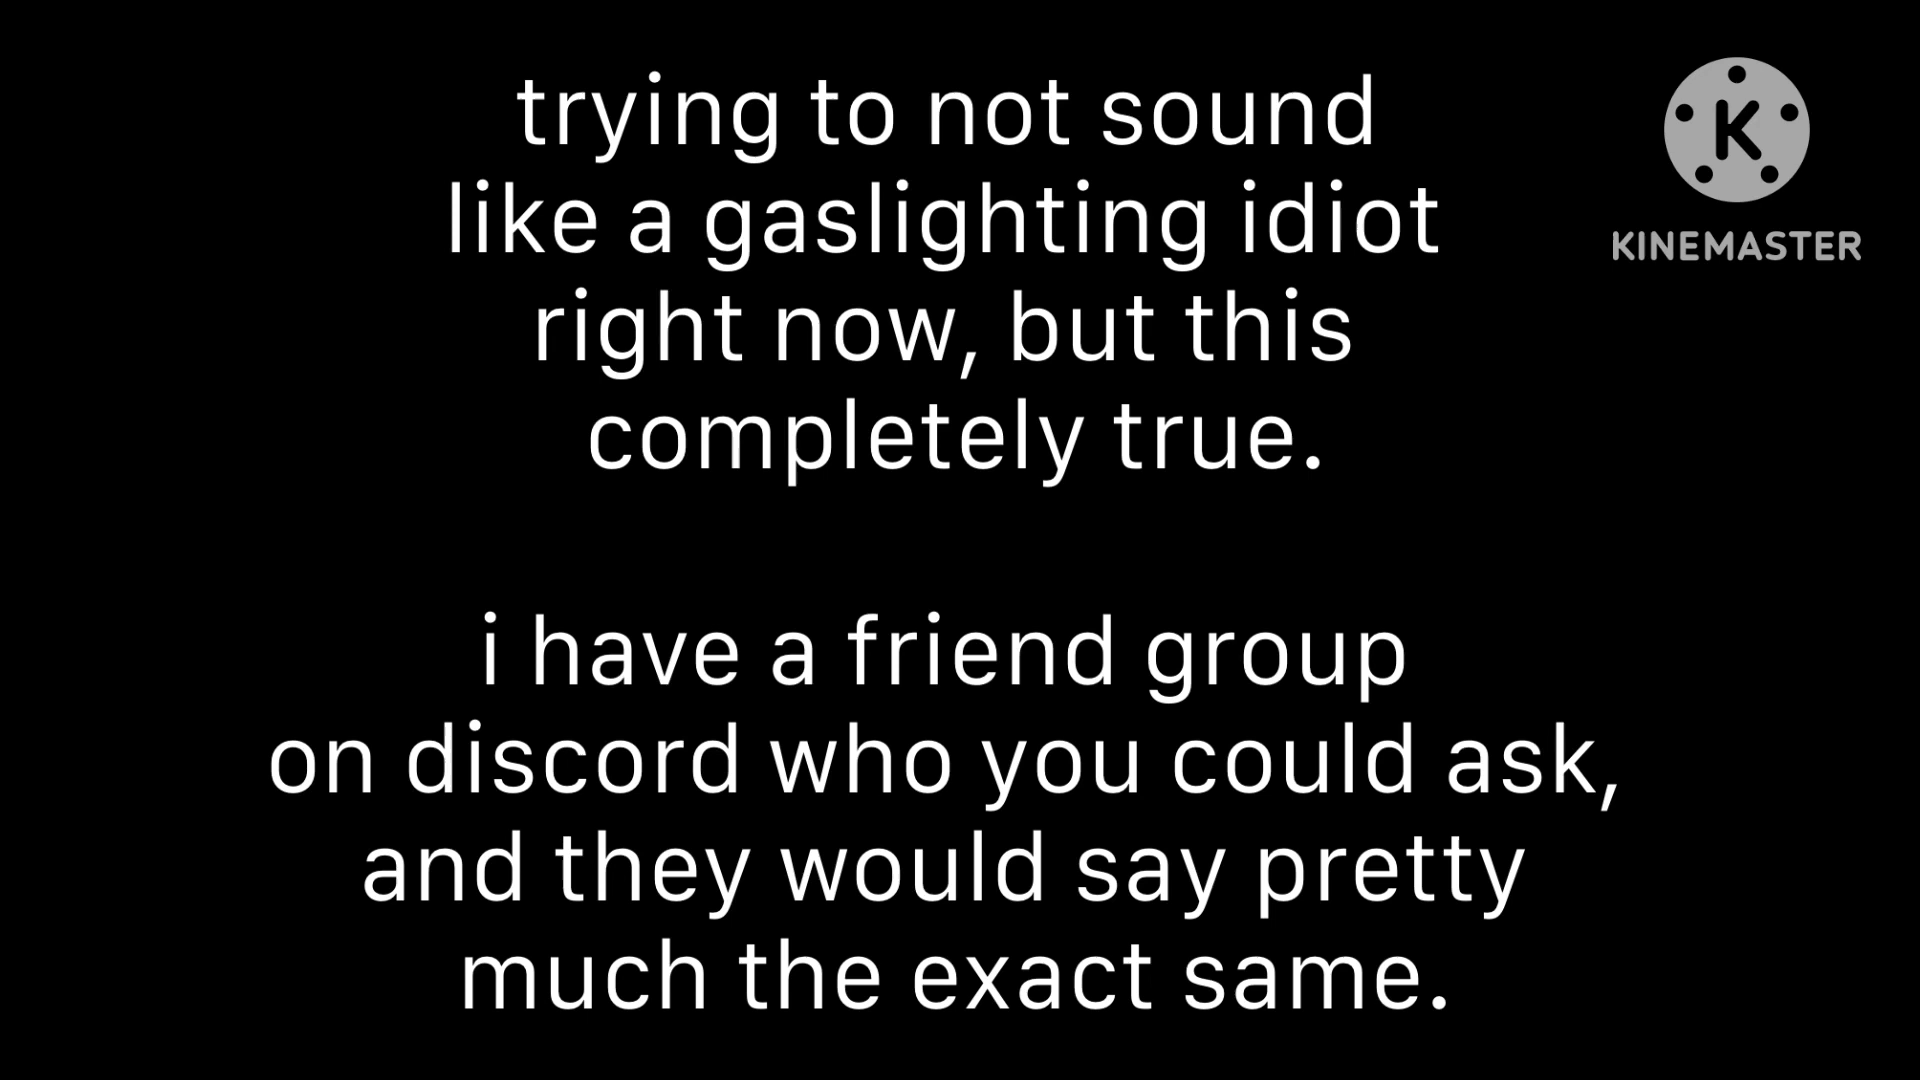 trying to not sound
like a gaslighting idiot
right now, but this
completely true.
i have a friend group
on discord who you could ask,
and they would say pretty
much the exact same.
K
KINEMASTER